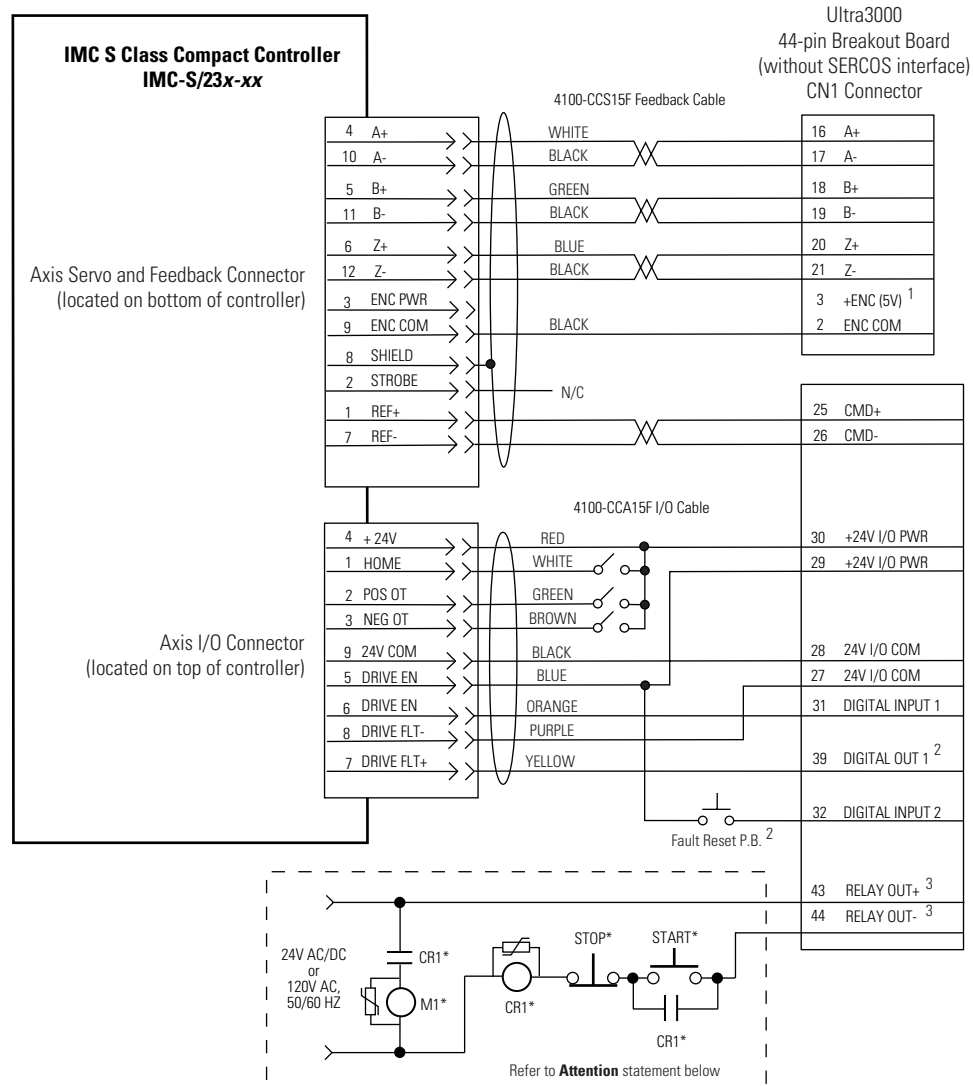 Ultra3000
44-pin Breakout Board
(without SERCOS interface)
CN1 Connector
IMC S Class Compact Controller
IMC-S/23x-xx
4100-CCS15F Feedback Cable
4 A+ WHITE 16 A+
10 A- BLACK 17 A-
5 B+ GREEN 18 B+
11 B- BLACK 19 B-
6 Z+ BLUE 20 Z+
12 Z- BLACK 21 Z-
Axis Servo and Feedback Connector
(located on bottom of controller)
3 ENC PWR 3 +ENC (5V) 1
9 ENC COM BLACK 2 ENC COM
8 SHIELD
2 STROBE N/C
1 REF+ 25 CMD+
7 REF- 26 CMD-
4100-CCA15F I/O Cable
4 + 24V RED 30 +24V I/O PWR
1 HOME WHITE 29 +24V I/O PWR
2 POS OT GREEN
3 NEG OT BROWN
Axis I/O Connector
(located on top of controller)
9 24V COM BLACK 28 24V I/O COM
5 DRIVE EN BLUE 27 24V I/O COM
6 DRIVE EN ORANGE 31 DIGITAL INPUT 1
8 DRIVE FLT- PURPLE
7 DRIVE FLT+ YELLOW 39 DIGITAL OUT 1 2
32 DIGITAL INPUT 2
Fault Reset P.B. 2
43 RELAY OUT+ 3
44 RELAY OUT- 3
24V AC/DC
or
120V AC,
50/60 HZ
CR1*
M1*
CR1*
STOP*
START*
CR1*
Refer to Attention statement below